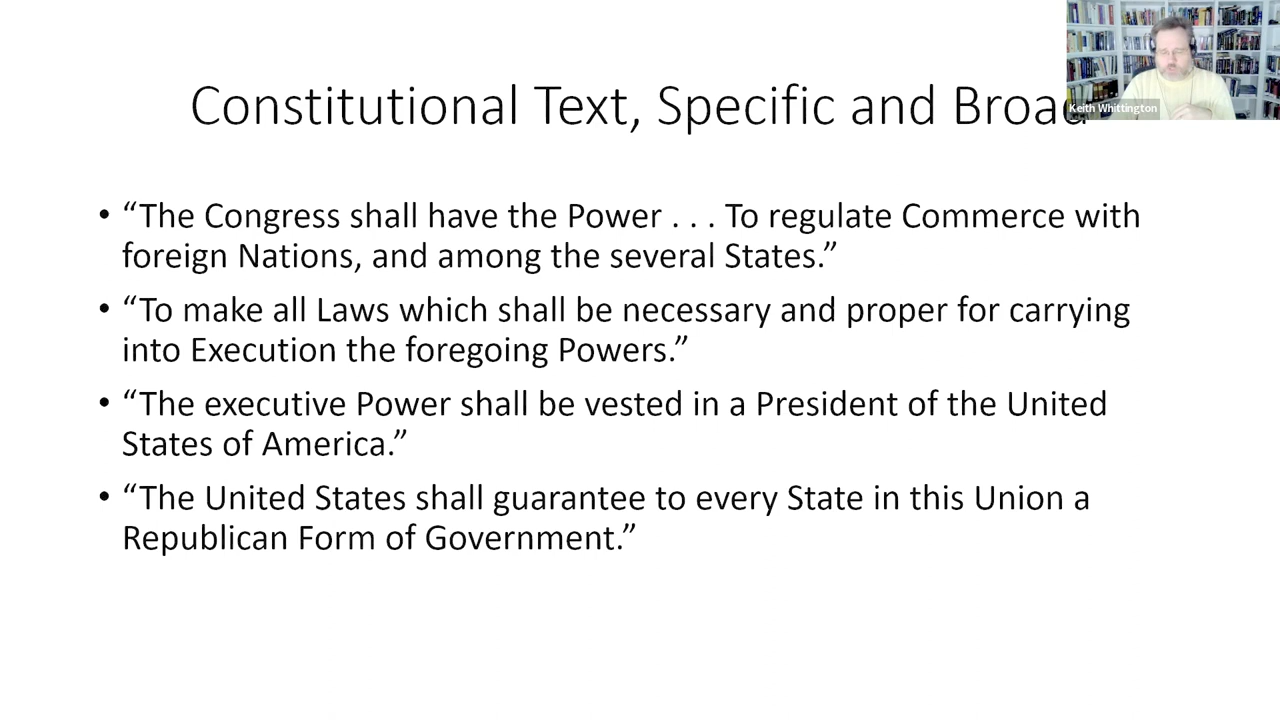 Constitutional Text, Specific and Broad
Keith Whittington
• “The Congress shall have the Power . . . To regulate Commerce with
foreign Nations, and among the several States.”
• “To make all Laws which shall be necessary and proper for carrying
into Execution the foregoing Powers.”
• “The executive Power shall be vested in a President of the United
States of America.”
• “The United States shall guarantee to every State in this Union a
Republican Form of Government.”